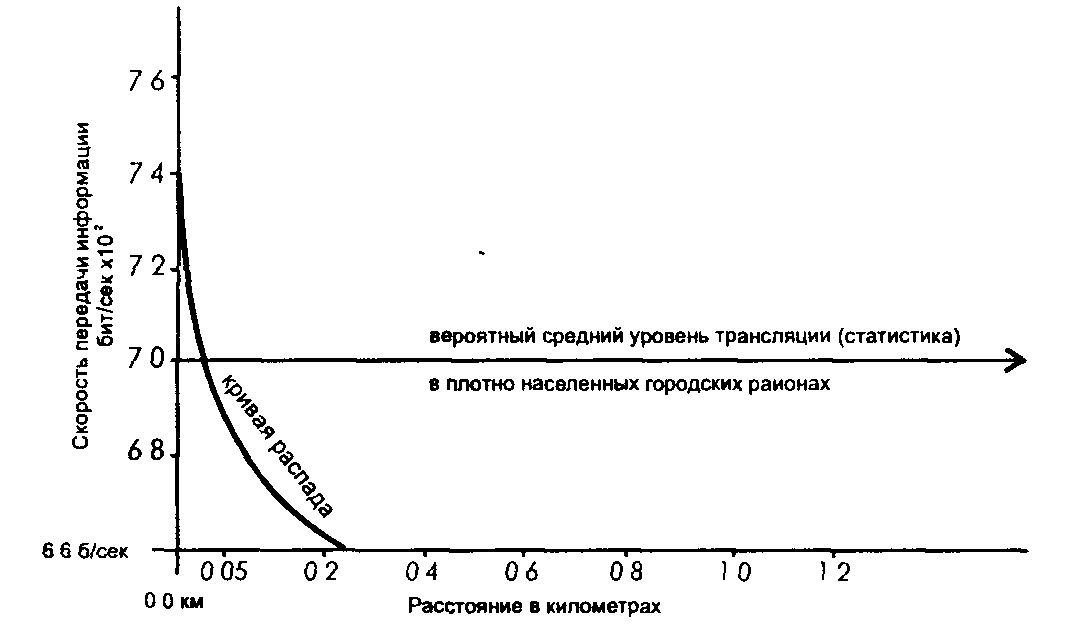 7 6
7 4
7 2
7 0
6 8
6 6 б/сек
Скорость передачи информации
бит/сек x10²
вероятный средний уровень трансляции (статистика)
в плотно населенных городских раионах
кривая распада
0 05
0 2
0 4
0 6
0 8
1 0
1 2
0 0 км
Расстояние в километрах